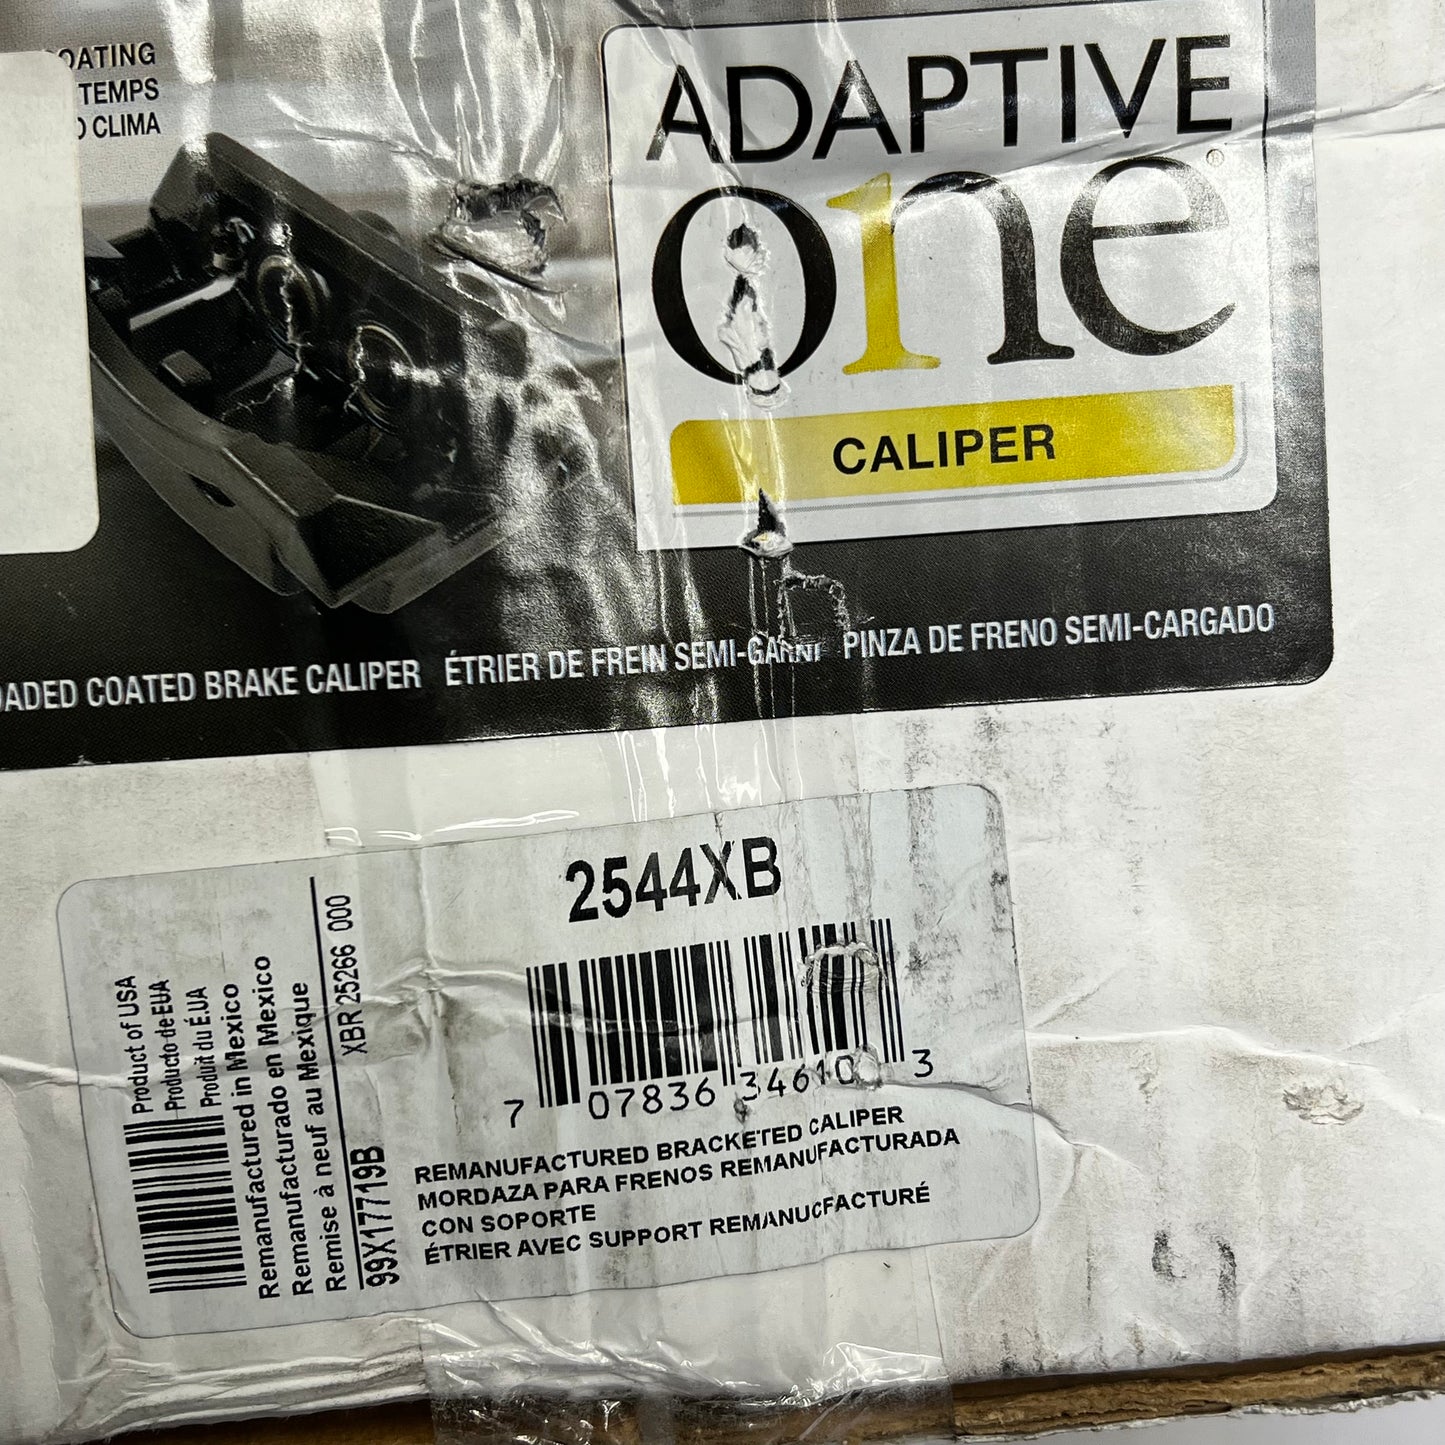 OATING
TEMPS
O CLIMA
ADAPTIVE
one®
CALIPER
OADED COATED BRAKE CALIPER ÉTRIER DE FREIN SEMI-GARNI PINZA DE FRENO SEMI-CARGADO
2544XB
7 07836 34610 3
REMANUFACTURED BRACKETED CALIPER
MORDAZA PARA FRENOS REMANUFACTURADA
CON SOPORTE
ÉTRIER AVEC SUPPORT REMANUCFACTURÉ
Product of USA
Producto de EUA
Produit du É.UA
Remanufactured in Mexico
Remanufacturado en Mexico
Remise à neuf au Mexique
XBR25266 000
99X17719B